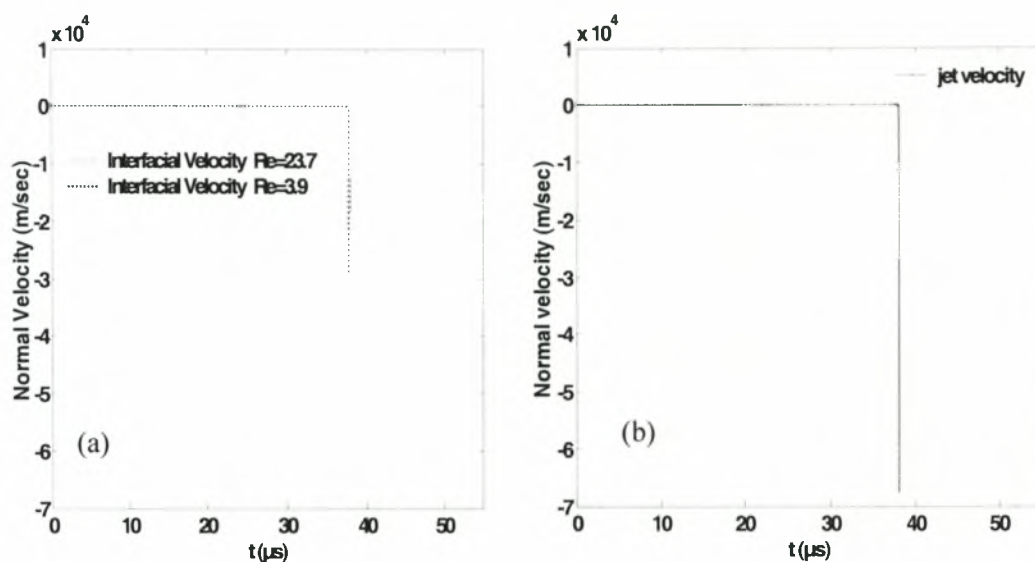 x 10⁴
1
0
-1
-2
-3
-4
-5
-6
-7
Normal Velocity (m/sec)
Interfacial Velocity Re=23.7
Interfacial Velocity Re=3.9
(a)
0 10 20 30 40 50
t (µs)
x 10⁴
1
0
-1
-2
-3
-4
-5
-6
-7
Normal velocity (m/sec)
jet velocity
(b)
0 10 20 30 40 50
t (µs)